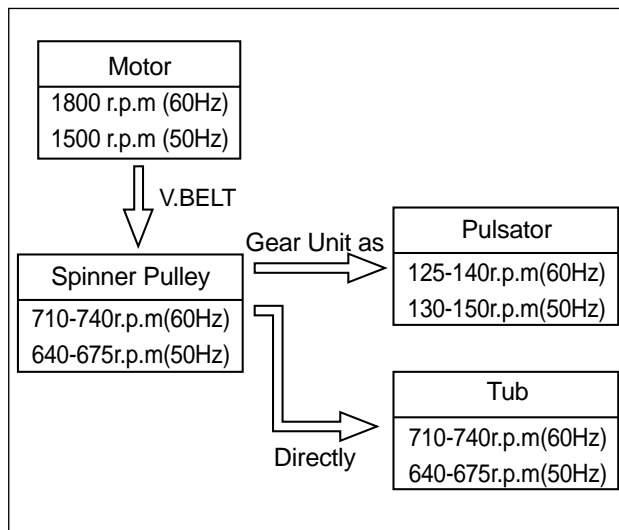 Motor
1800 r.p.m (60Hz)
1500 r.p.m (50Hz)
V.BELT
Spinner Pulley
710-740r.p.m(60Hz)
640-675r.p.m(50Hz)
Gear Unit as
Pulsator
125-140r.p.m(60Hz)
130-150r.p.m(50Hz)
Directly
Tub
710-740r.p.m(60Hz)
640-675r.p.m(50Hz)